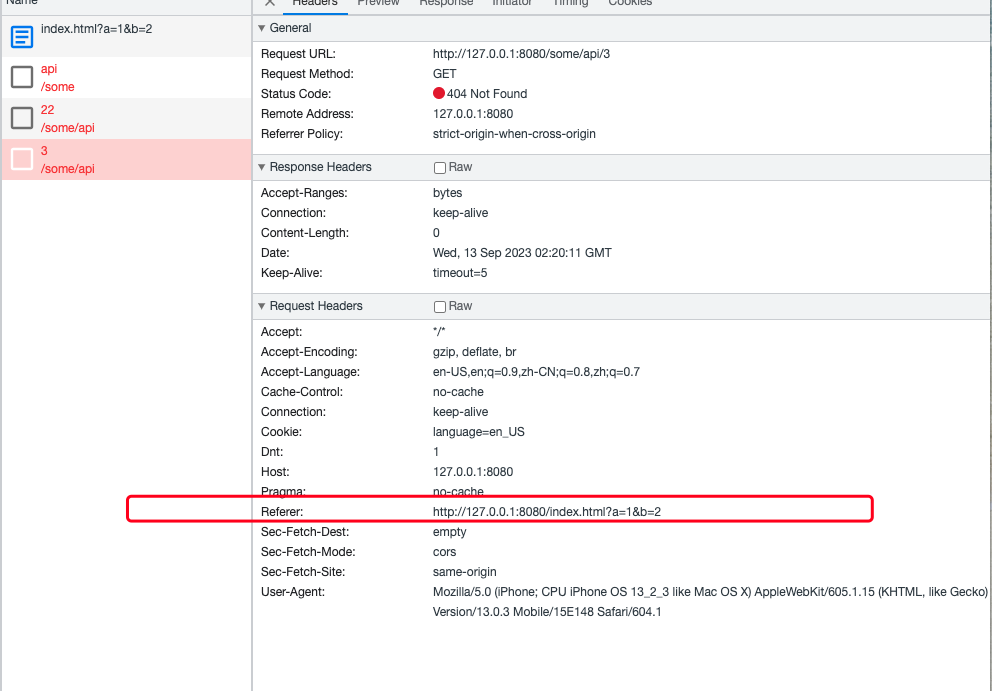 Name
Headers Preview Response Initiator Timing Cookies
index.html?a=1&b=2
api
/some
22
/some/api
3
/some/api
General
Request URL: http://127.0.0.1:8080/some/api/3
Request Method: GET
Status Code: 404 Not Found
Remote Address: 127.0.0.1:8080
Referrer Policy: strict-origin-when-cross-origin
Response Headers Raw
Accept-Ranges: bytes
Connection: keep-alive
Content-Length: 0
Date: Wed, 13 Sep 2023 02:20:11 GMT
Keep-Alive: timeout=5
Request Headers Raw
Accept: */*
Accept-Encoding: gzip, deflate, br
Accept-Language: en-US,en;q=0.9,zh-CN;q=0.8,zh;q=0.7
Cache-Control: no-cache
Connection: keep-alive
Cookie: language=en_US
Dnt: 1
Host: 127.0.0.1:8080
Pragma: no-cache
Referer: http://127.0.0.1:8080/index.html?a=1&b=2
Sec-Fetch-Dest: empty
Sec-Fetch-Mode: cors
Sec-Fetch-Site: same-origin
User-Agent: Mozilla/5.0 (iPhone; CPU iPhone OS 13_2_3 like Mac OS X) AppleWebKit/605.1.15 (KHTML, like Gecko)
Version/13.0.3 Mobile/15E148 Safari/604.1